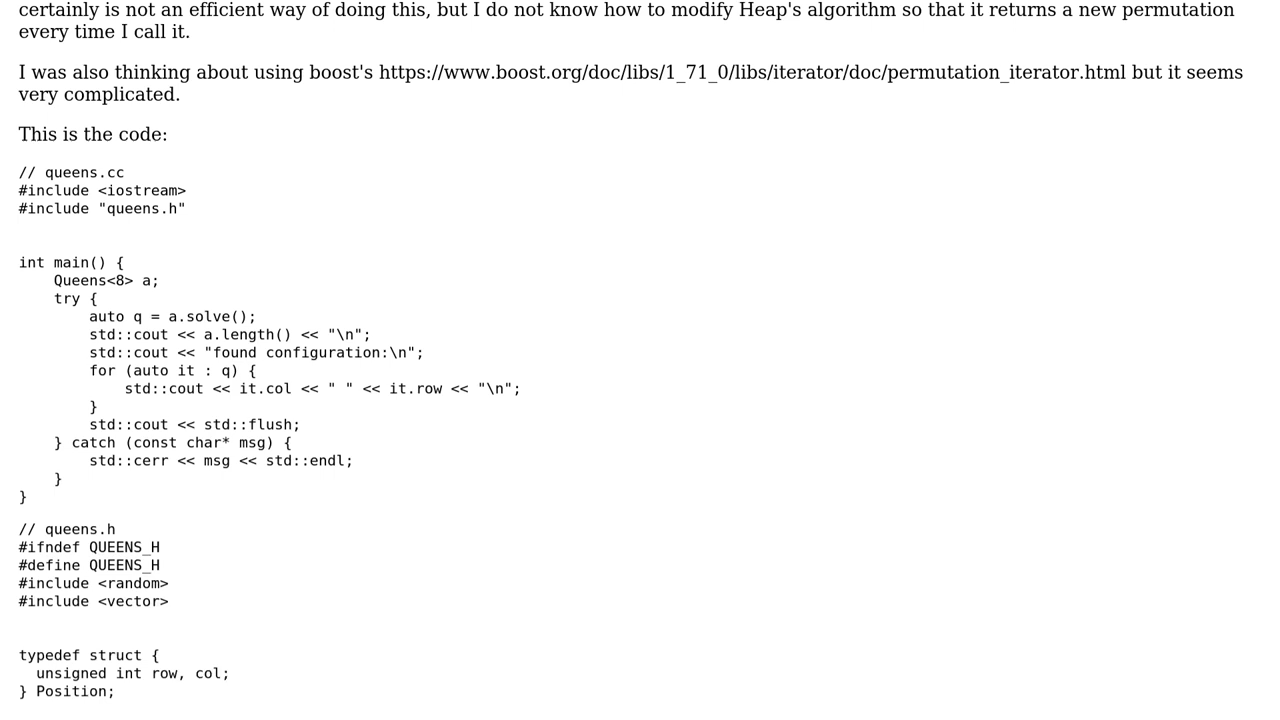 certainly is not an efficient way of doing this, but I do not know how to modify Heap's algorithm so that it returns a new permutation
every time I call it.
I was also thinking about using boost's https://www.boost.org/doc/libs/1_71_0/libs/iterator/doc/permutation_iterator.html but it seems
very complicated.
This is the code:
// queens.cc
#include <iostream>
#include "queens.h"
int main() {
    Queens<8> a;
    try {
        auto q = a.solve();
        std::cout << a.length() << "\n";
        std::cout << "found configuration:\n";
        for (auto it : q) {
            std::cout << it.col << " " << it.row << "\n";
        }
        std::cout << std::flush;
    } catch (const char* msg) {
        std::cerr << msg << std::endl;
    }
}
// queens.h
#ifndef QUEENS_H
#define QUEENS_H
#include <random>
#include <vector>
typedef struct {
  unsigned int row, col;
} Position;